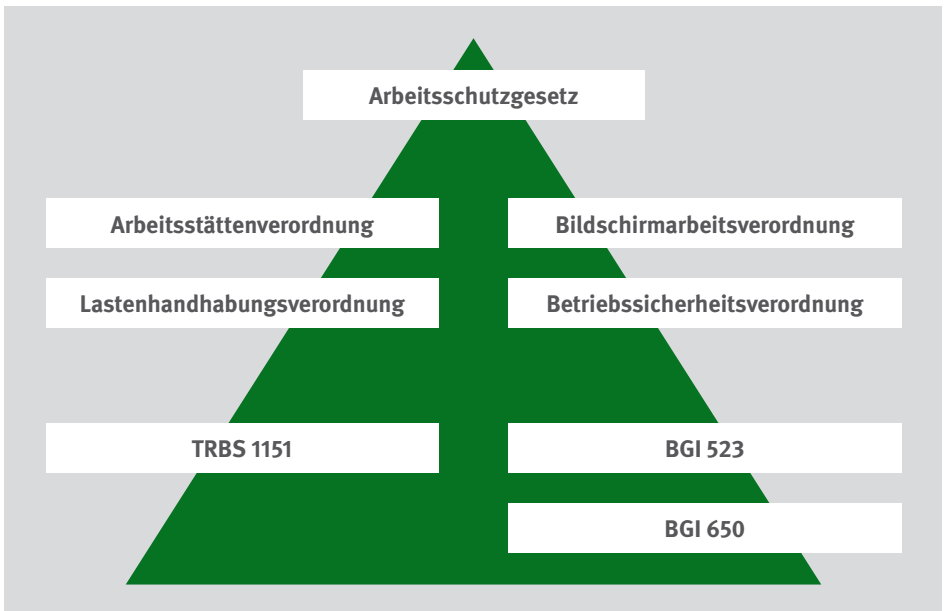 Arbeitsschutzgesetz
Arbeitsstättenverordnung
Bildschirmarbeitsverordnung
Lastenhandhabungsverordnung
Betriebssicherheitsverordnung
TRBS 1151
BGI 523
BGI 650